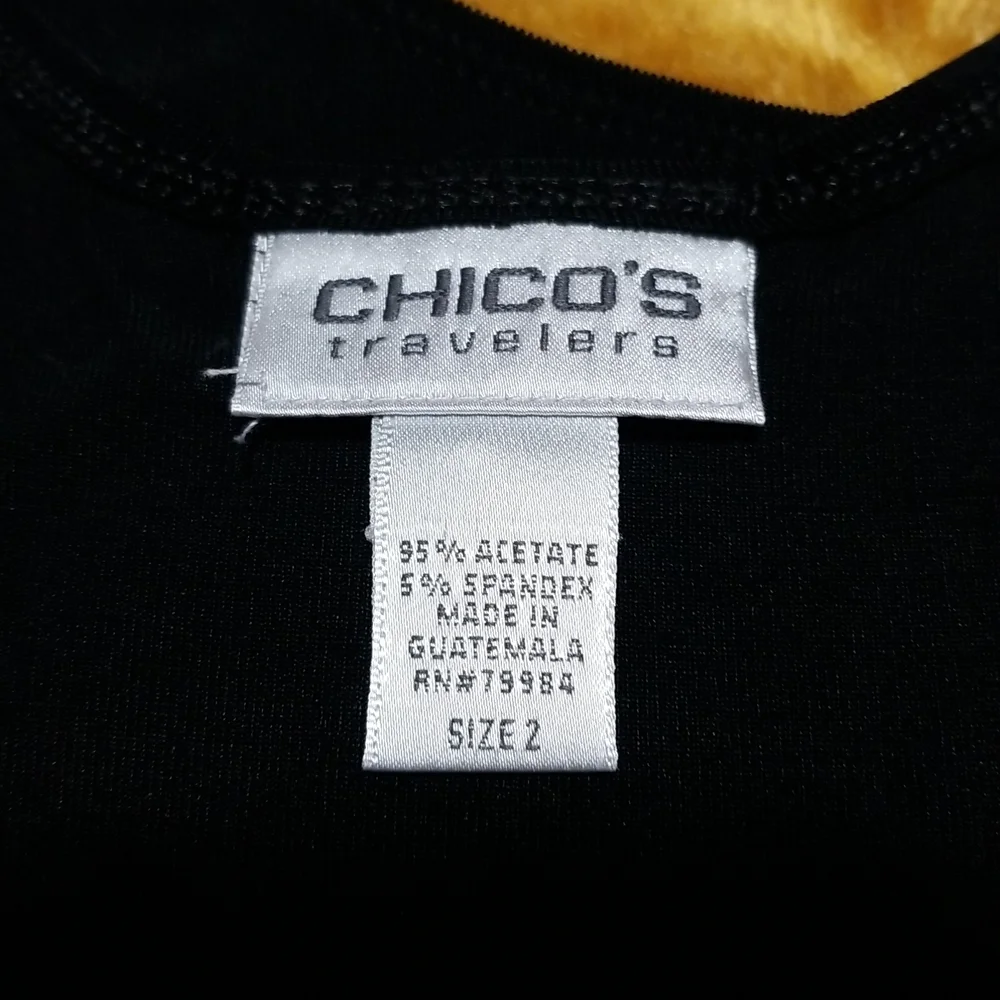 CHICO'S
travelers
95% ACETATE
5% SPANDEX
MADE IN
GUATEMALA
RN#79984
SIZE 2